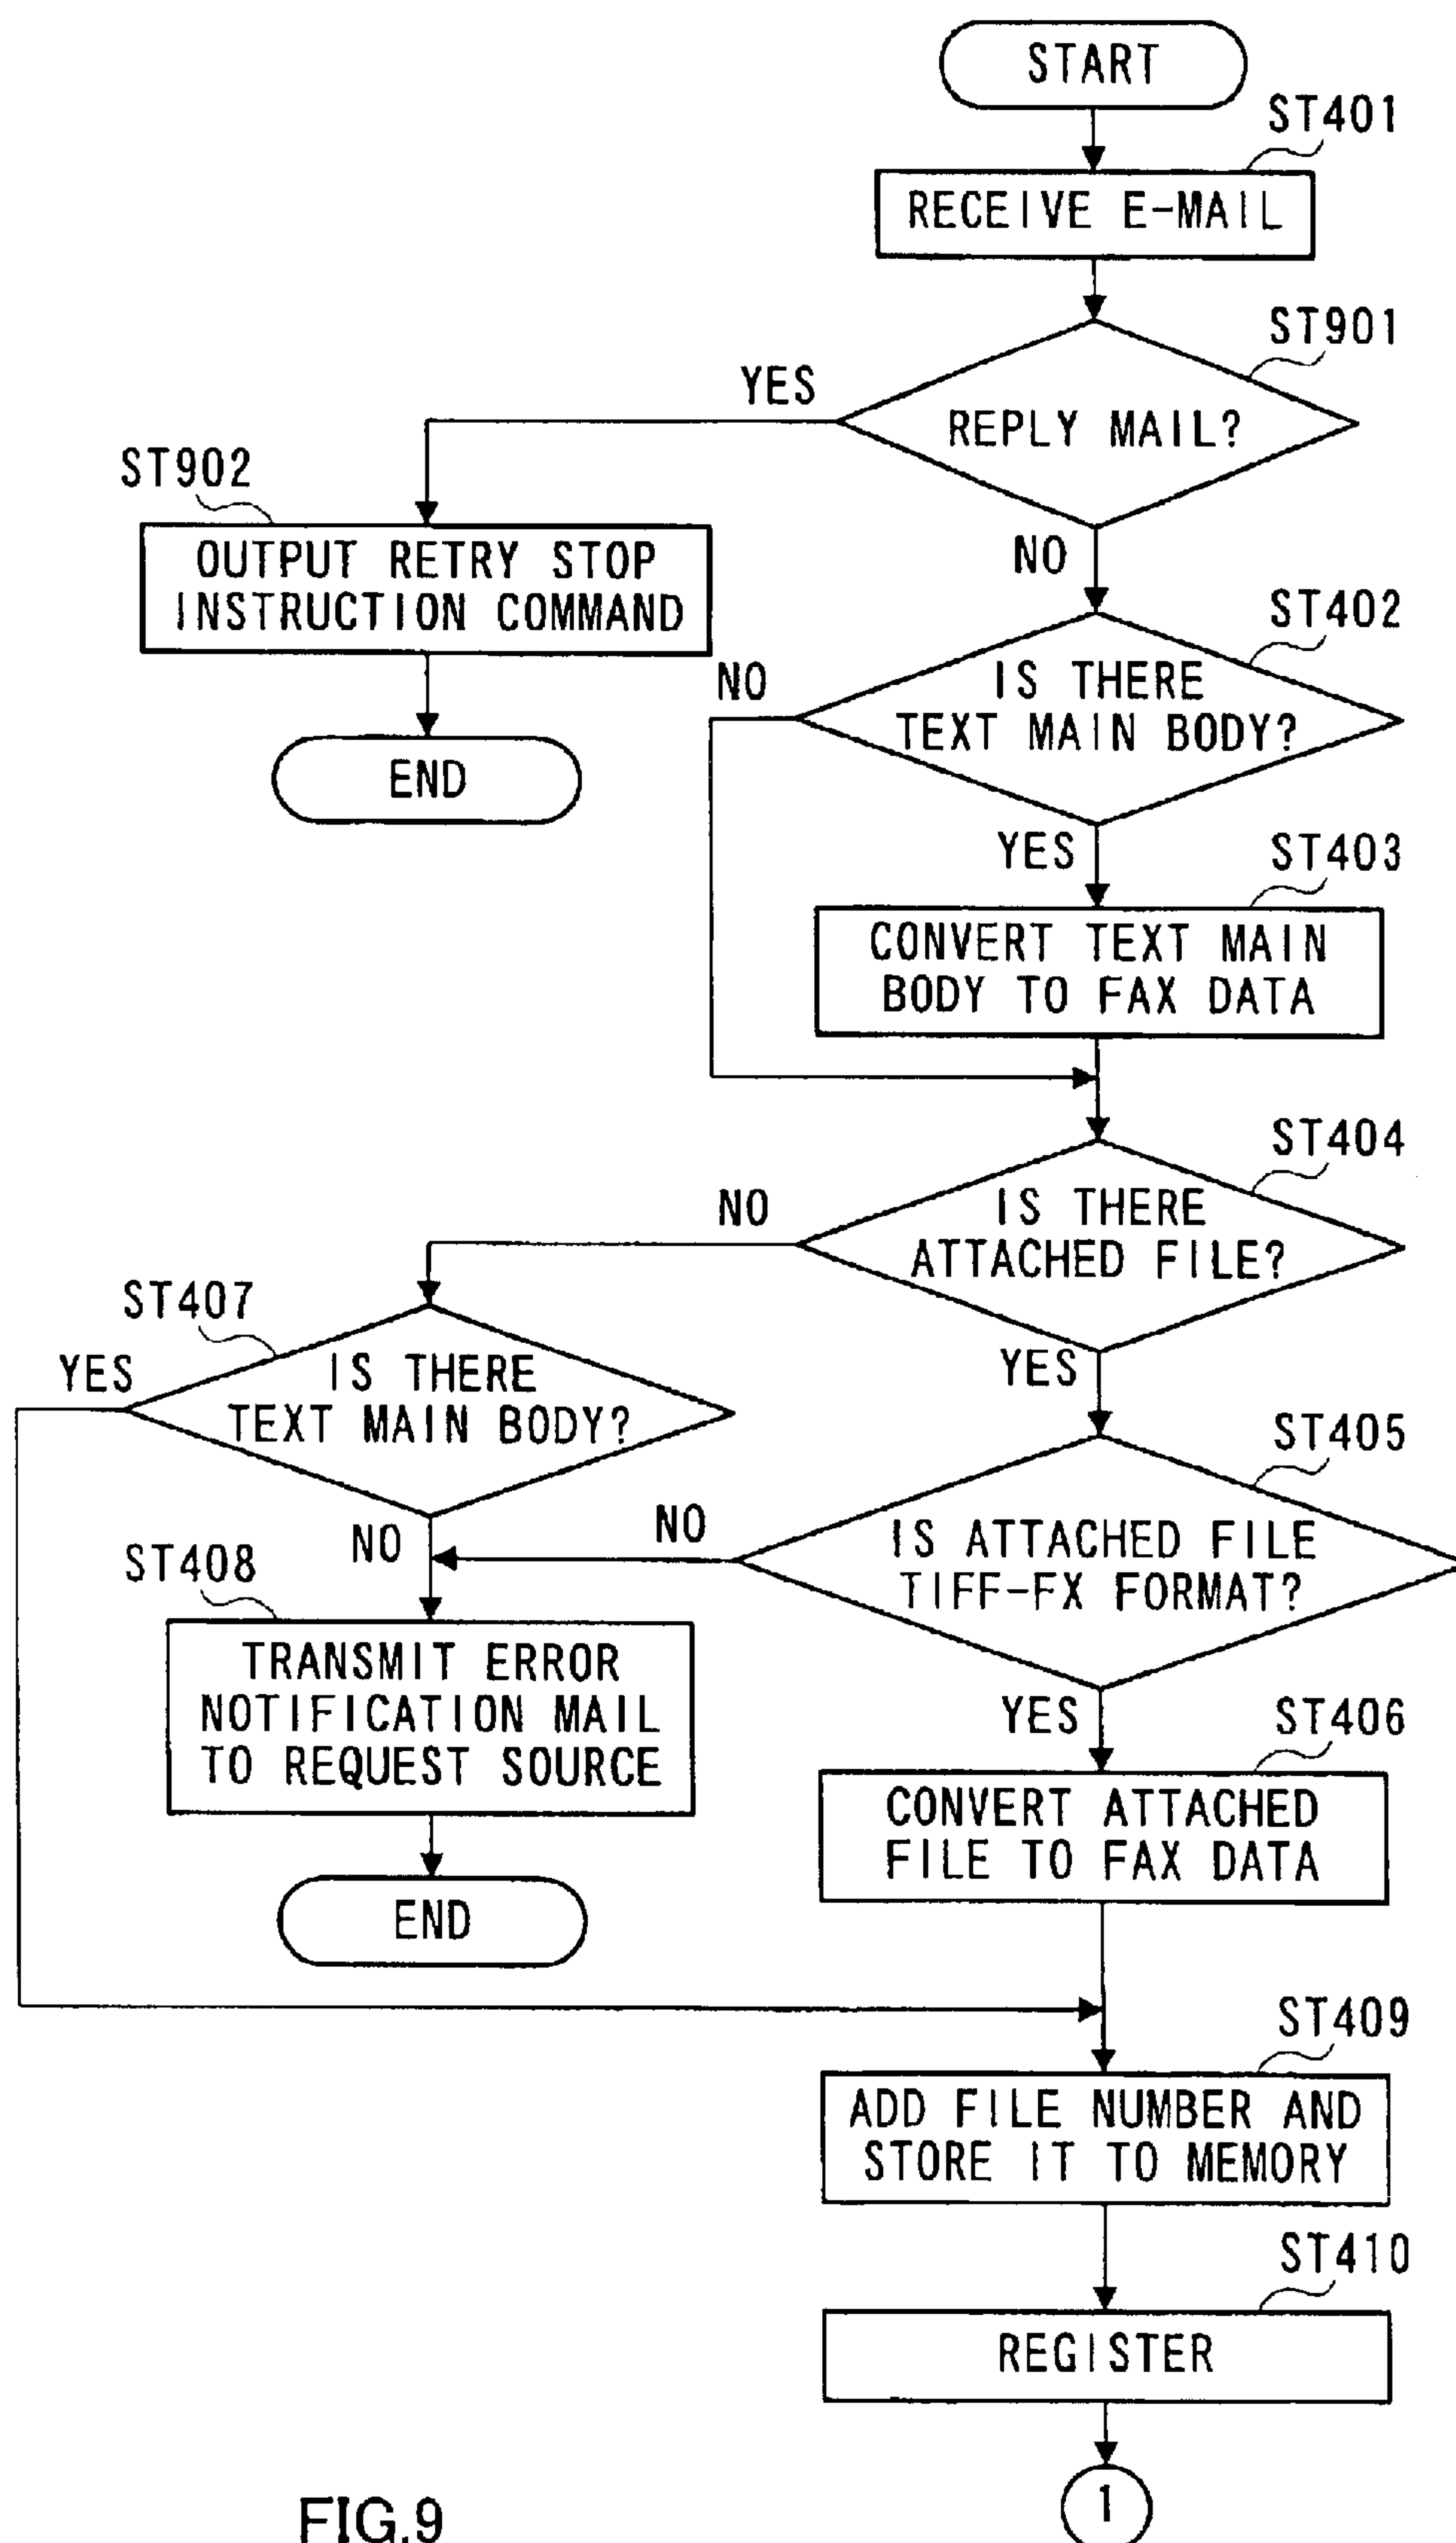 START
ST401
RECEIVE E-MAIL
ST901
YES
REPLY MAIL?
ST902
NO
OUTPUT RETRY STOP
INSTRUCTION COMMAND
ST402
NO
IS THERE
TEXT MAIN BODY?
END
YES
ST403
CONVERT TEXT MAIN
BODY TO FAX DATA
ST404
NO
IS THERE
ATTACHED FILE?
ST407
YES
YES
IS THERE
TEXT MAIN BODY?
ST405
NO
NO
IS ATTACHED FILE
TIFF-FX FORMAT?
ST408
TRANSMIT ERROR
NOTIFICATION MAIL
TO REQUEST SOURCE
YES
ST406
CONVERT ATTACHED
FILE TO FAX DATA
END
ST409
ADD FILE NUMBER AND
STORE IT TO MEMORY
ST410
REGISTER
1
FIG.9